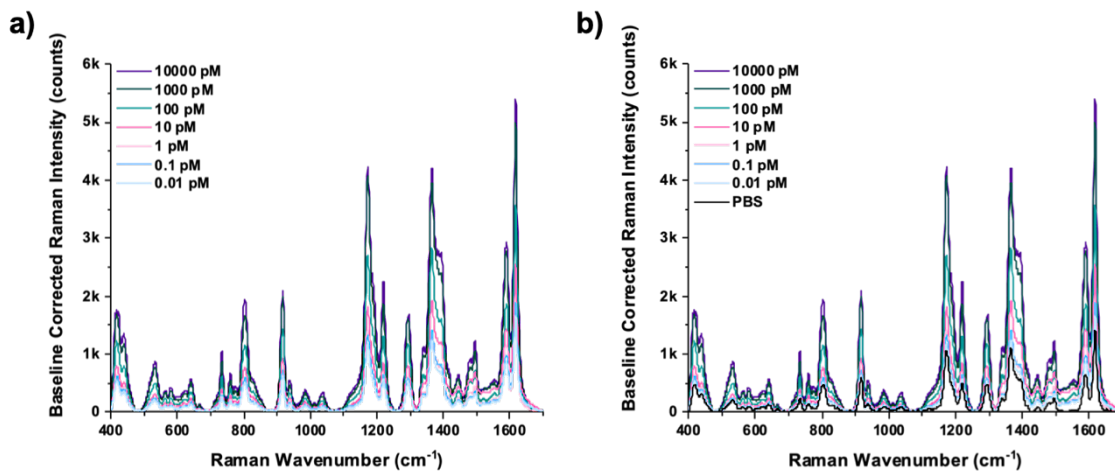 a)
Baseline Corrected Raman Intensity (counts)
6k
5k
4k
3k
2k
1k
0
10000 pM
1000 pM
100 pM
10 pM
1 pM
0.1 pM
0.01 pM
400 600 800 1000 1200 1400 1600
Raman Wavenumber (cm⁻¹)
b)
Baseline Corrected Raman Intensity (counts)
6k
5k
4k
3k
2k
1k
0
10000 pM
1000 pM
100 pM
10 pM
1 pM
0.1 pM
0.01 pM
PBS
400 600 800 1000 1200 1400 1600
Raman Wavenumber (cm⁻¹)